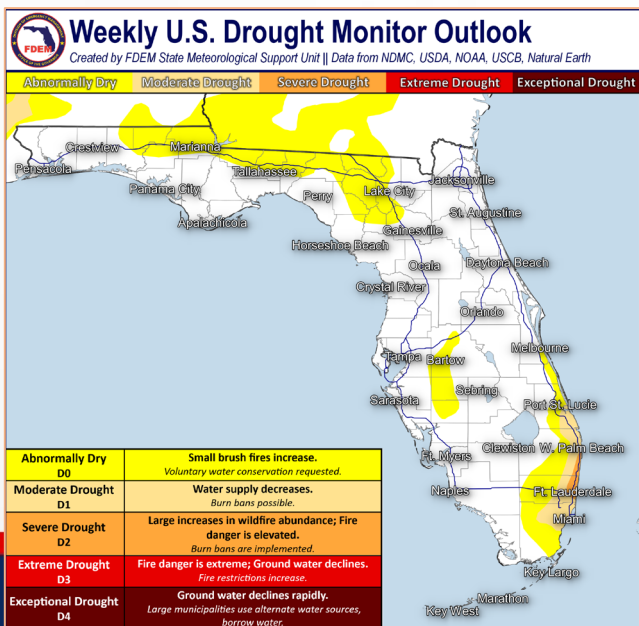 FDEM
Weekly U.S. Drought Monitor Outlook
Created by FDEM State Meteorological Support Unit || Data from NDMC, USDA, NOAA, USCB, Natural Earth
Abnormally Dry Moderate Drought Severe Drought Extreme Drought Exceptional Drought
Crestview
Marianna
Pensacola
Tallahassee
Jacksonville
Panama City
Lake City
Perry
Apalachicola
St. Augustine
Gainesville
Horseshoe Beach
Ocala
Daytona Beach
Crystal River
Orlando
Melbourne
Tampa
Bartow
Sebring
Sarasota
Port St. Lucie
Clewiston
W. Palm Beach
Ft. Myers
Naples
Ft. Lauderdale
Miami
Key Largo
Marathon
Key West
Abnormally Dry
D0
Small brush fires increase.
Voluntary water conservation requested.
Moderate Drought
D1
Water supply decreases.
Burn bans possible.
Severe Drought
D2
Large increases in wildfire abundance; Fire
danger is elevated.
Burn bans are implemented.
Extreme Drought
D3
Fire danger is extreme; Ground water declines.
Fire restrictions increase.
Exceptional Drought
D4
Ground water declines rapidly.
Large municipalities use alternate water sources,
borrow water.